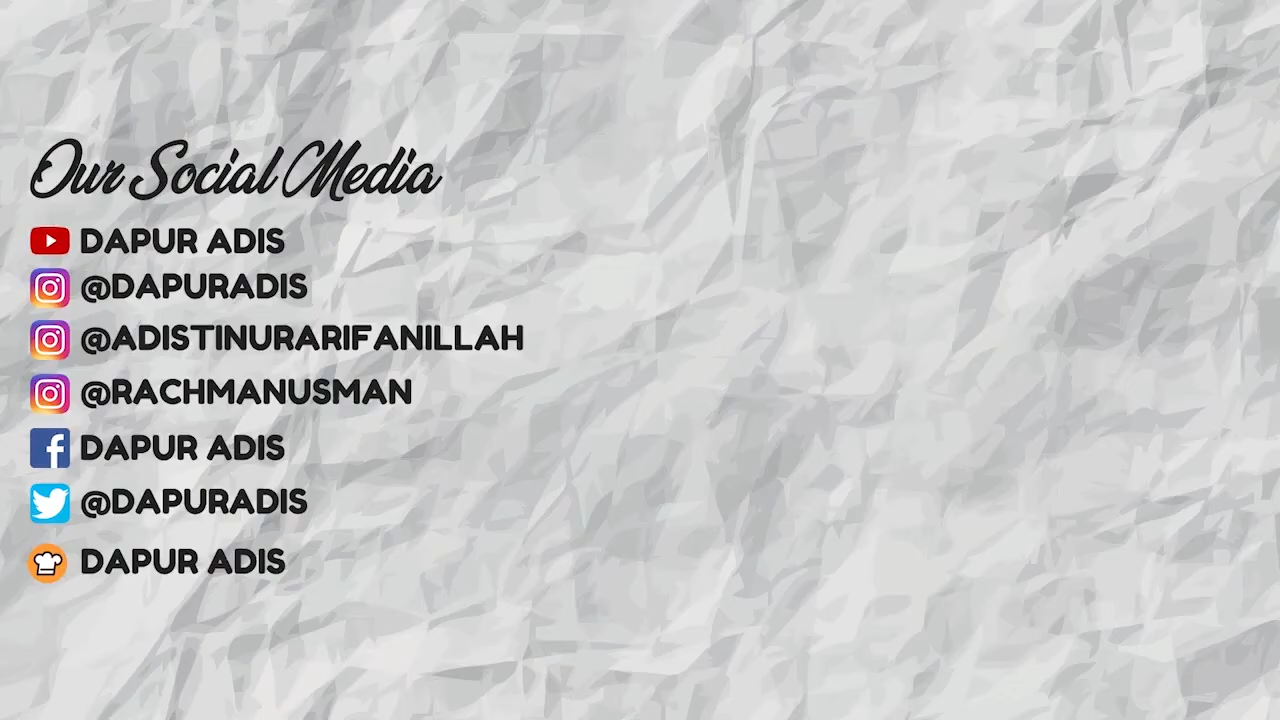 Our Social Media
DAPUR ADIS
@DAPURADIS
@ADISTINURARIFANILLAH
@RACHMANUSMAN
DAPUR ADIS
@DAPURADIS
DAPUR ADIS